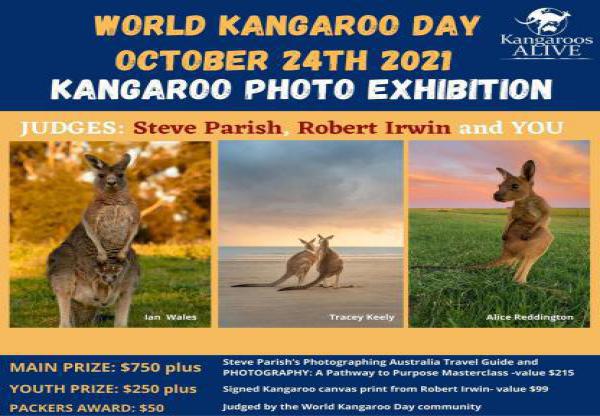 WORLD KANGAROO DAY
OCTOBER 24TH 2021
KANGAROO PHOTO EXHIBITION
Kangaroos
ALIVE
JUDGES: Steve Parish, Robert Irwin and YOU
Ian Wales
Tracey Keely
Alice Reddington
MAIN PRIZE: $750 plus
Steve Parish's Photographing Australia Travel Guide and
PHOTOGRAPHY: A Pathway to Purpose Masterclass -value $215
YOUTH PRIZE: $250 plus
Signed Kangaroo canvas print from Robert Irwin- value $99
PACKERS AWARD: $50
Judged by the World Kangaroo Day community